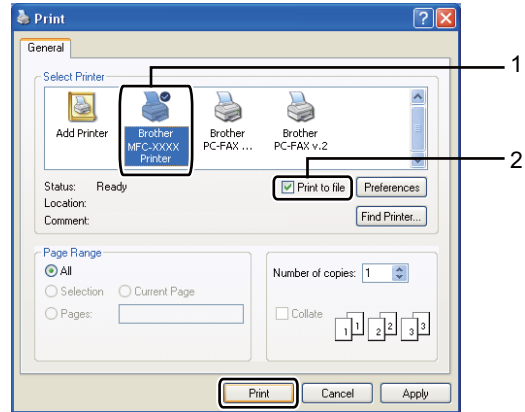 Print
General
1
Select Printer
Add Printer
Brother
MFC-XXXX
Printer
Brother
PC-FAX ...
Brother
PC-FAX v.2
2
Status: Ready
Print to file
Preferences
Location:
Comment:
Find Printer...
Page Range
All
Selection
Current Page
Pages:
Number of copies: 1
Collate
1 1 2 2 3 3
Print
Cancel
Apply